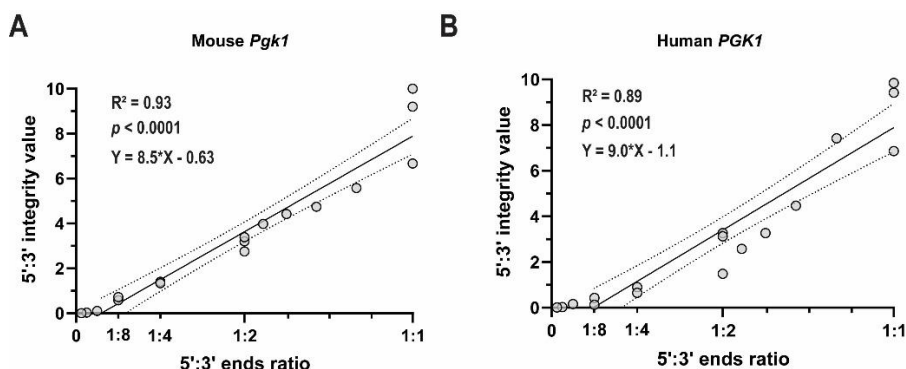 A
Mouse Pgk1
R² = 0.93
p < 0.0001
Y = 8.5*X - 0.63
5':3' integrity value
10
8
6
4
2
0
0 1:8 1:4 1:2 1:1
5':3' ends ratio
B
Human PGK1
R² = 0.89
p < 0.0001
Y = 9.0*X - 1.1
5':3' integrity value
10
8
6
4
2
0
0 1:8 1:4 1:2 1:1
5':3' ends ratio